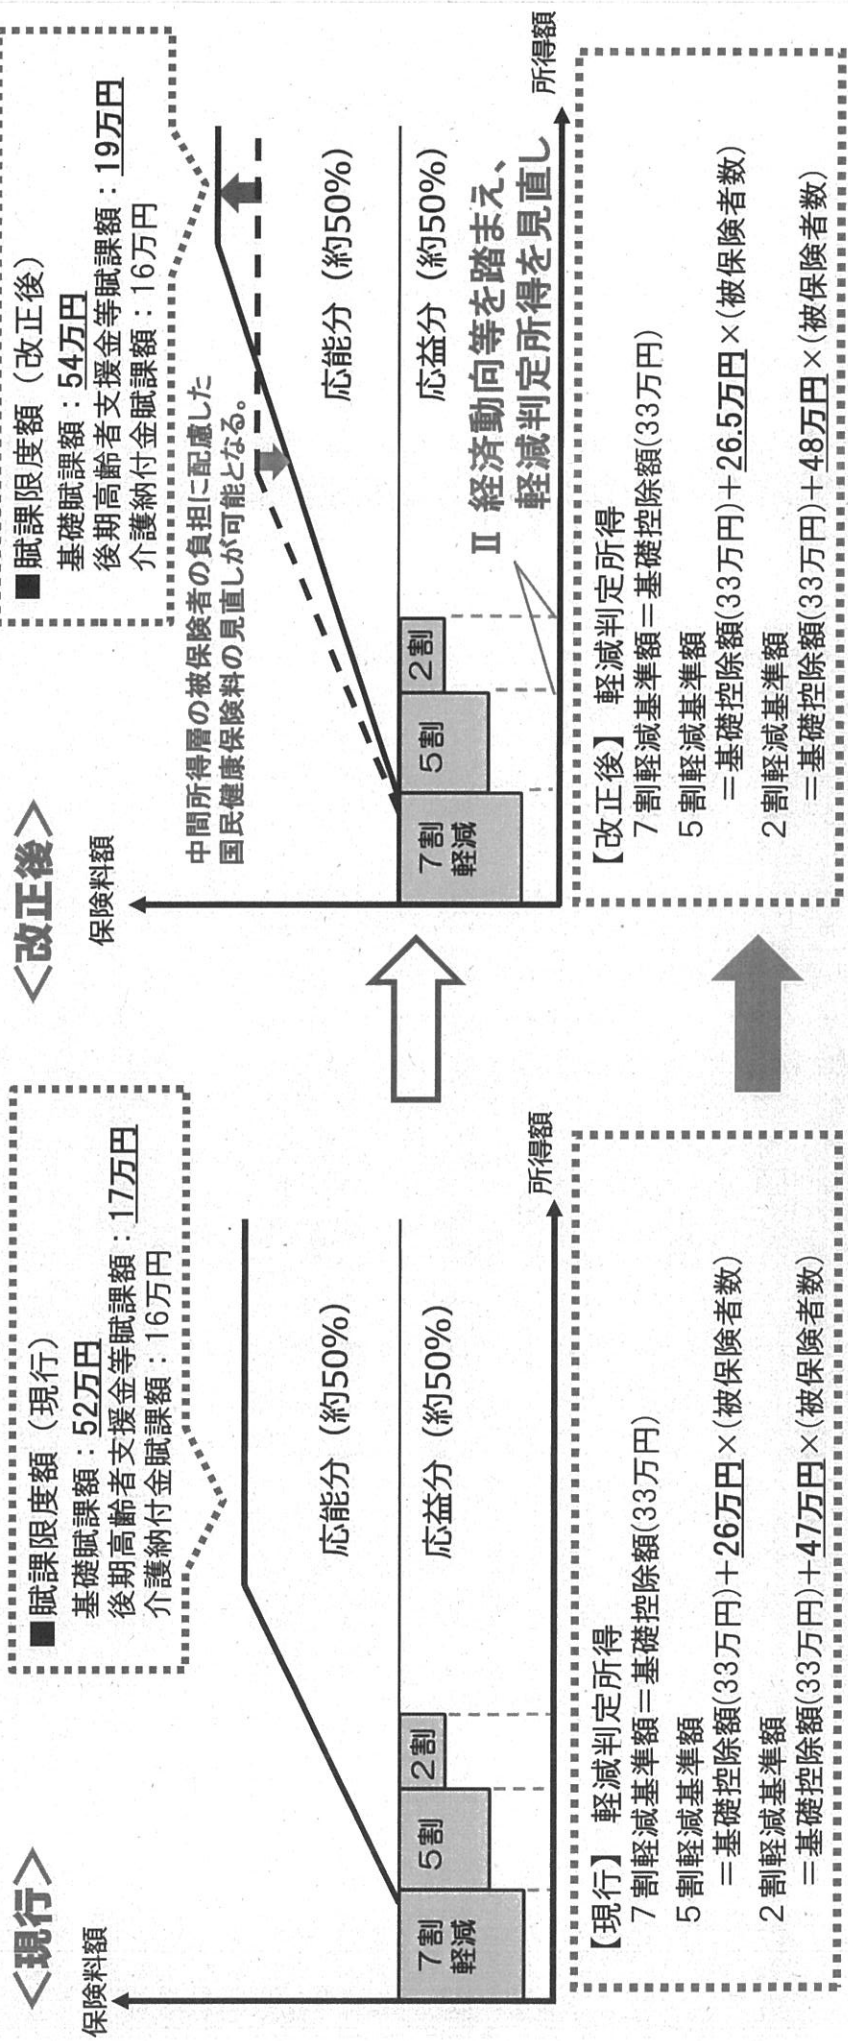 <現行>
■賦課限度額（現行）
基礎賦課額：52万円
後期高齢者支援金等賦課額：17万円
介護納付金賦課額：16万円
保険料額
応能分（約50%）
応益分（約50%）
7割
軽減
5割
2割
所得額
【現行】 軽減判定所得
7割軽減基準額＝基礎控除額(33万円)
5割軽減基準額
＝基礎控除額(33万円)＋26万円×(被保険者数)
2割軽減基準額
＝基礎控除額(33万円)＋47万円×(被保険者数)
<改正後>
■賦課限度額（改正後）
基礎賦課額：54万円
後期高齢者支援金等賦課額：19万円
介護納付金賦課額：16万円
保険料額
中間所得層の被保険者の負担に配慮した
国民健康保険料の見直しが可能となる。
応能分（約50%）
応益分（約50%）
7割
軽減
5割
2割
Ⅱ 経済動向等を踏まえ、
軽減判定所得を見直し
所得額
【改正後】 軽減判定所得
7割軽減基準額＝基礎控除額(33万円)
5割軽減基準額
＝基礎控除額(33万円)＋26.5万円×(被保険者数)
2割軽減基準額
＝基礎控除額(33万円)＋48万円×(被保険者数)